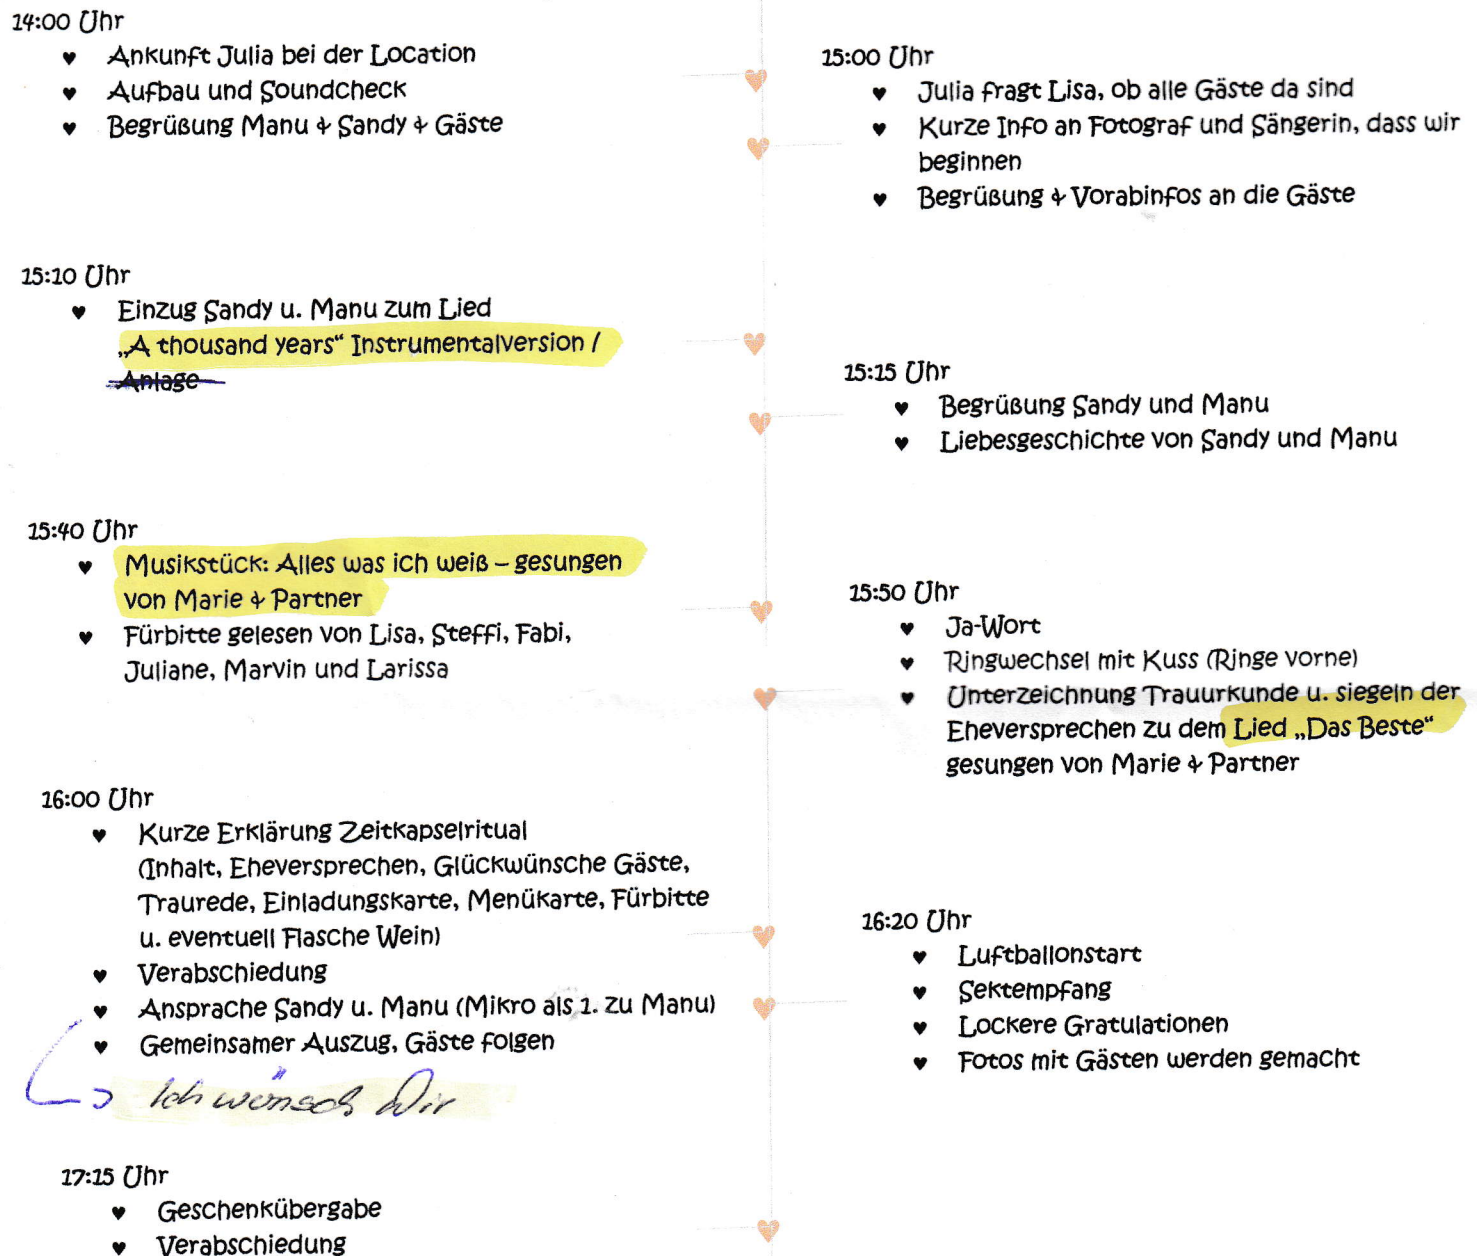 14:00 Uhr
♥ Ankunft Julia bei der Location
♥ Aufbau und Soundcheck
♥ Begrüßung Manu & Sandy & Gäste
15:00 Uhr
♥ Julia fragt Lisa, ob alle Gäste da sind
♥ Kurze Info an Fotograf und Sängerin, dass wir
beginnen
♥ Begrüßung & Vorabinfos an die Gäste
15:10 Uhr
♥ Einzug Sandy u. Manu zum Lied
„A thousand years“ Instrumentalversion /
Anlage
15:15 Uhr
♥ Begrüßung Sandy und Manu
♥ Liebesgeschichte von Sandy und Manu
15:40 Uhr
♥ Musikstück: Alles was ich weiß – gesungen
von Marie & Partner
♥ Fürbitte gelesen von Lisa, Steffi, Fabi,
Juliane, Marvin und Larissa
15:50 Uhr
♥ Ja-Wort
♥ Ringwechsel mit Kuss (Ringe vorne)
♥ Unterzeichnung Trauurkunde u. siegeln der
Eheversprechen zu dem Lied „Das Beste“
gesungen von Marie & Partner
16:00 Uhr
♥ Kurze Erklärung Zeitkapselritual
(Inhalt, Eheversprechen, Glückwünsche Gäste,
Traurede, Einladungskarte, Menükarte, Fürbitte
u. eventuell Flasche Wein)
♥ Verabschiedung
♥ Ansprache Sandy u. Manu (Mikro als 1. zu Manu)
♥ Gemeinsamer Auszug, Gäste folgen
Ich wünsch Dir
16:20 Uhr
♥ Luftballonstart
♥ Sektempfang
♥ Lockere Gratulationen
♥ Fotos mit Gästen werden gemacht
17:15 Uhr
♥ Geschenkübergabe
♥ Verabschiedung